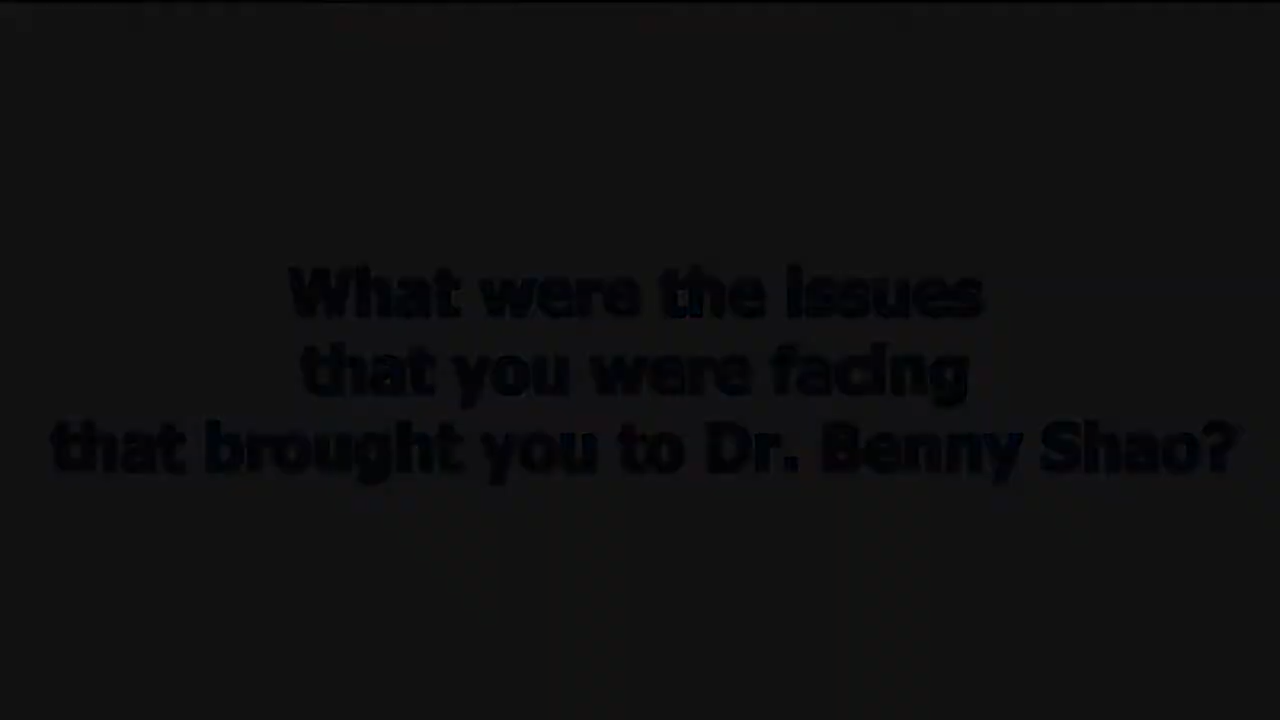 What were the issues
that you were facing
that brought you to Dr. Benny Shao?